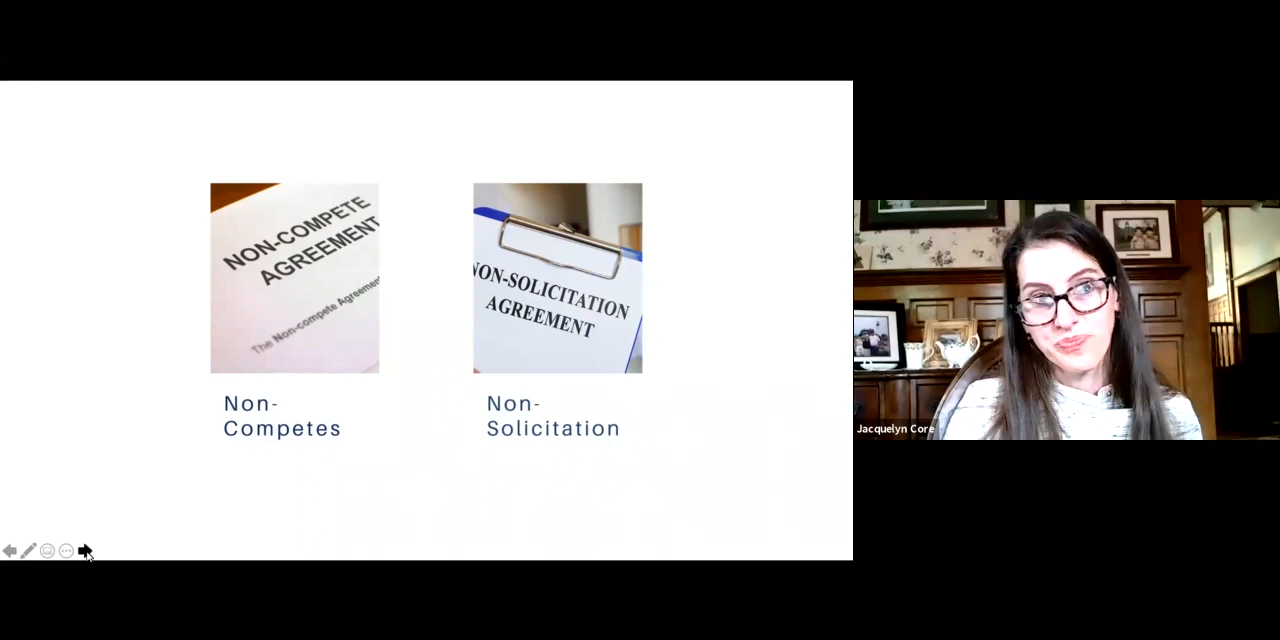 NON-COMPETE
AGREEMENT
The Non-compete Agreement
NON-SOLICITATION
AGREEMENT
Non-
Competes
Non-
Solicitation
Jacquelyn Core